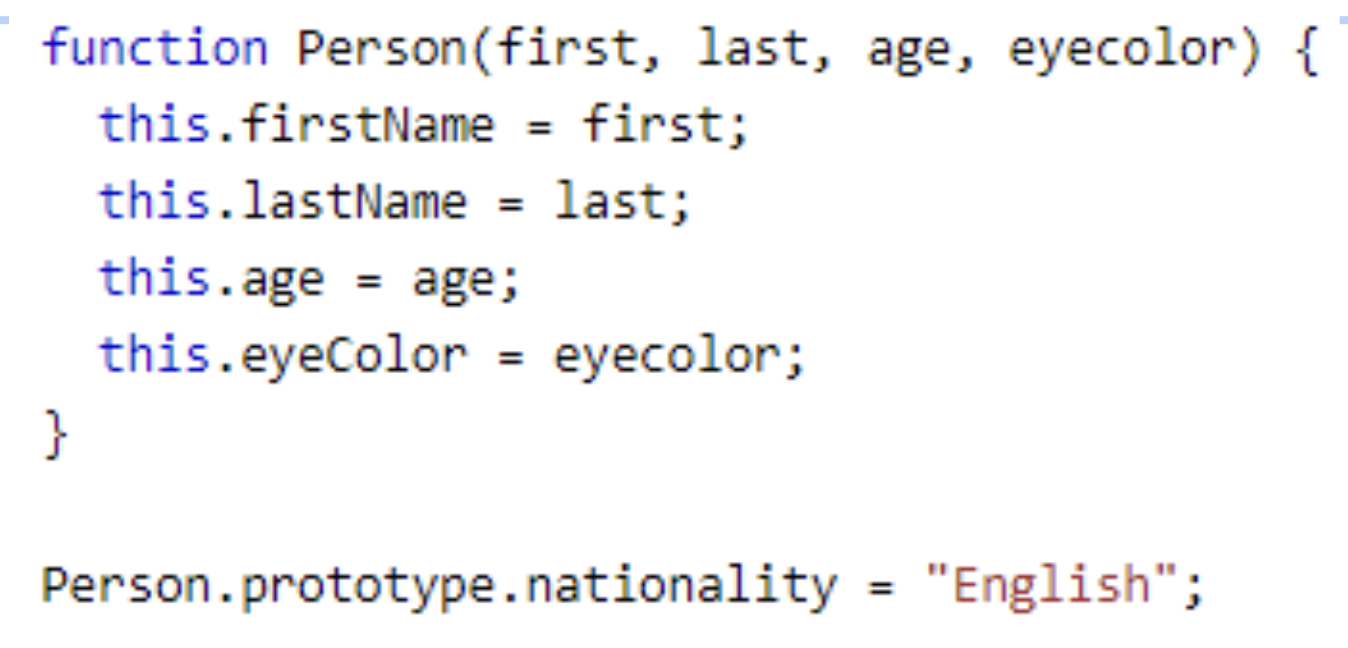 function Person(first, last, age, eyecolor) {
  this.firstName = first;
  this.lastName = last;
  this.age = age;
  this.eyeColor = eyecolor;
}
Person.prototype.nationality = "English";